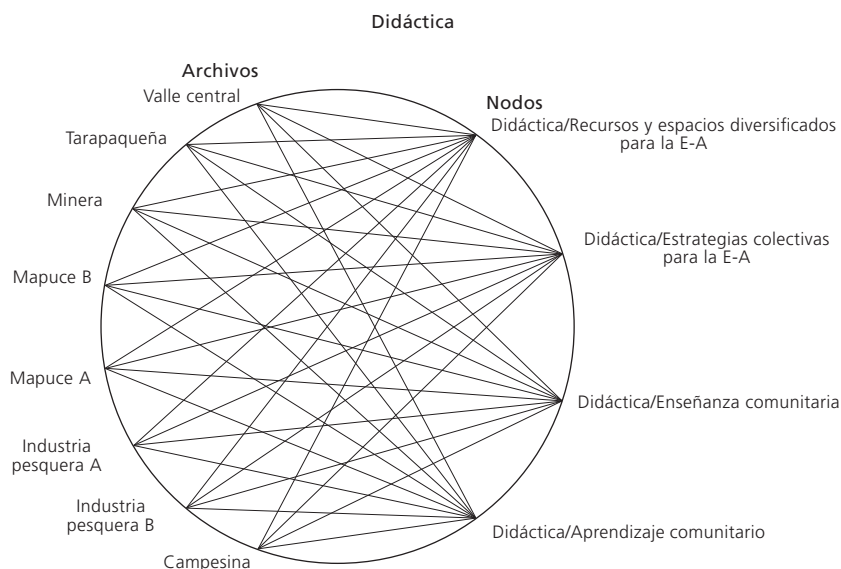 Didáctica
Archivos
Valle central
Tarapaqueña
Minera
Mapuce B
Mapuce A
Industria
pesquera A
Industria
pesquera B
Campesina
Nodos
Didáctica/Recursos y espacios diversificados
para la E-A
Didáctica/Estrategias colectivas
para la E-A
Didáctica/Enseñanza comunitaria
Didáctica/Aprendizaje comunitario